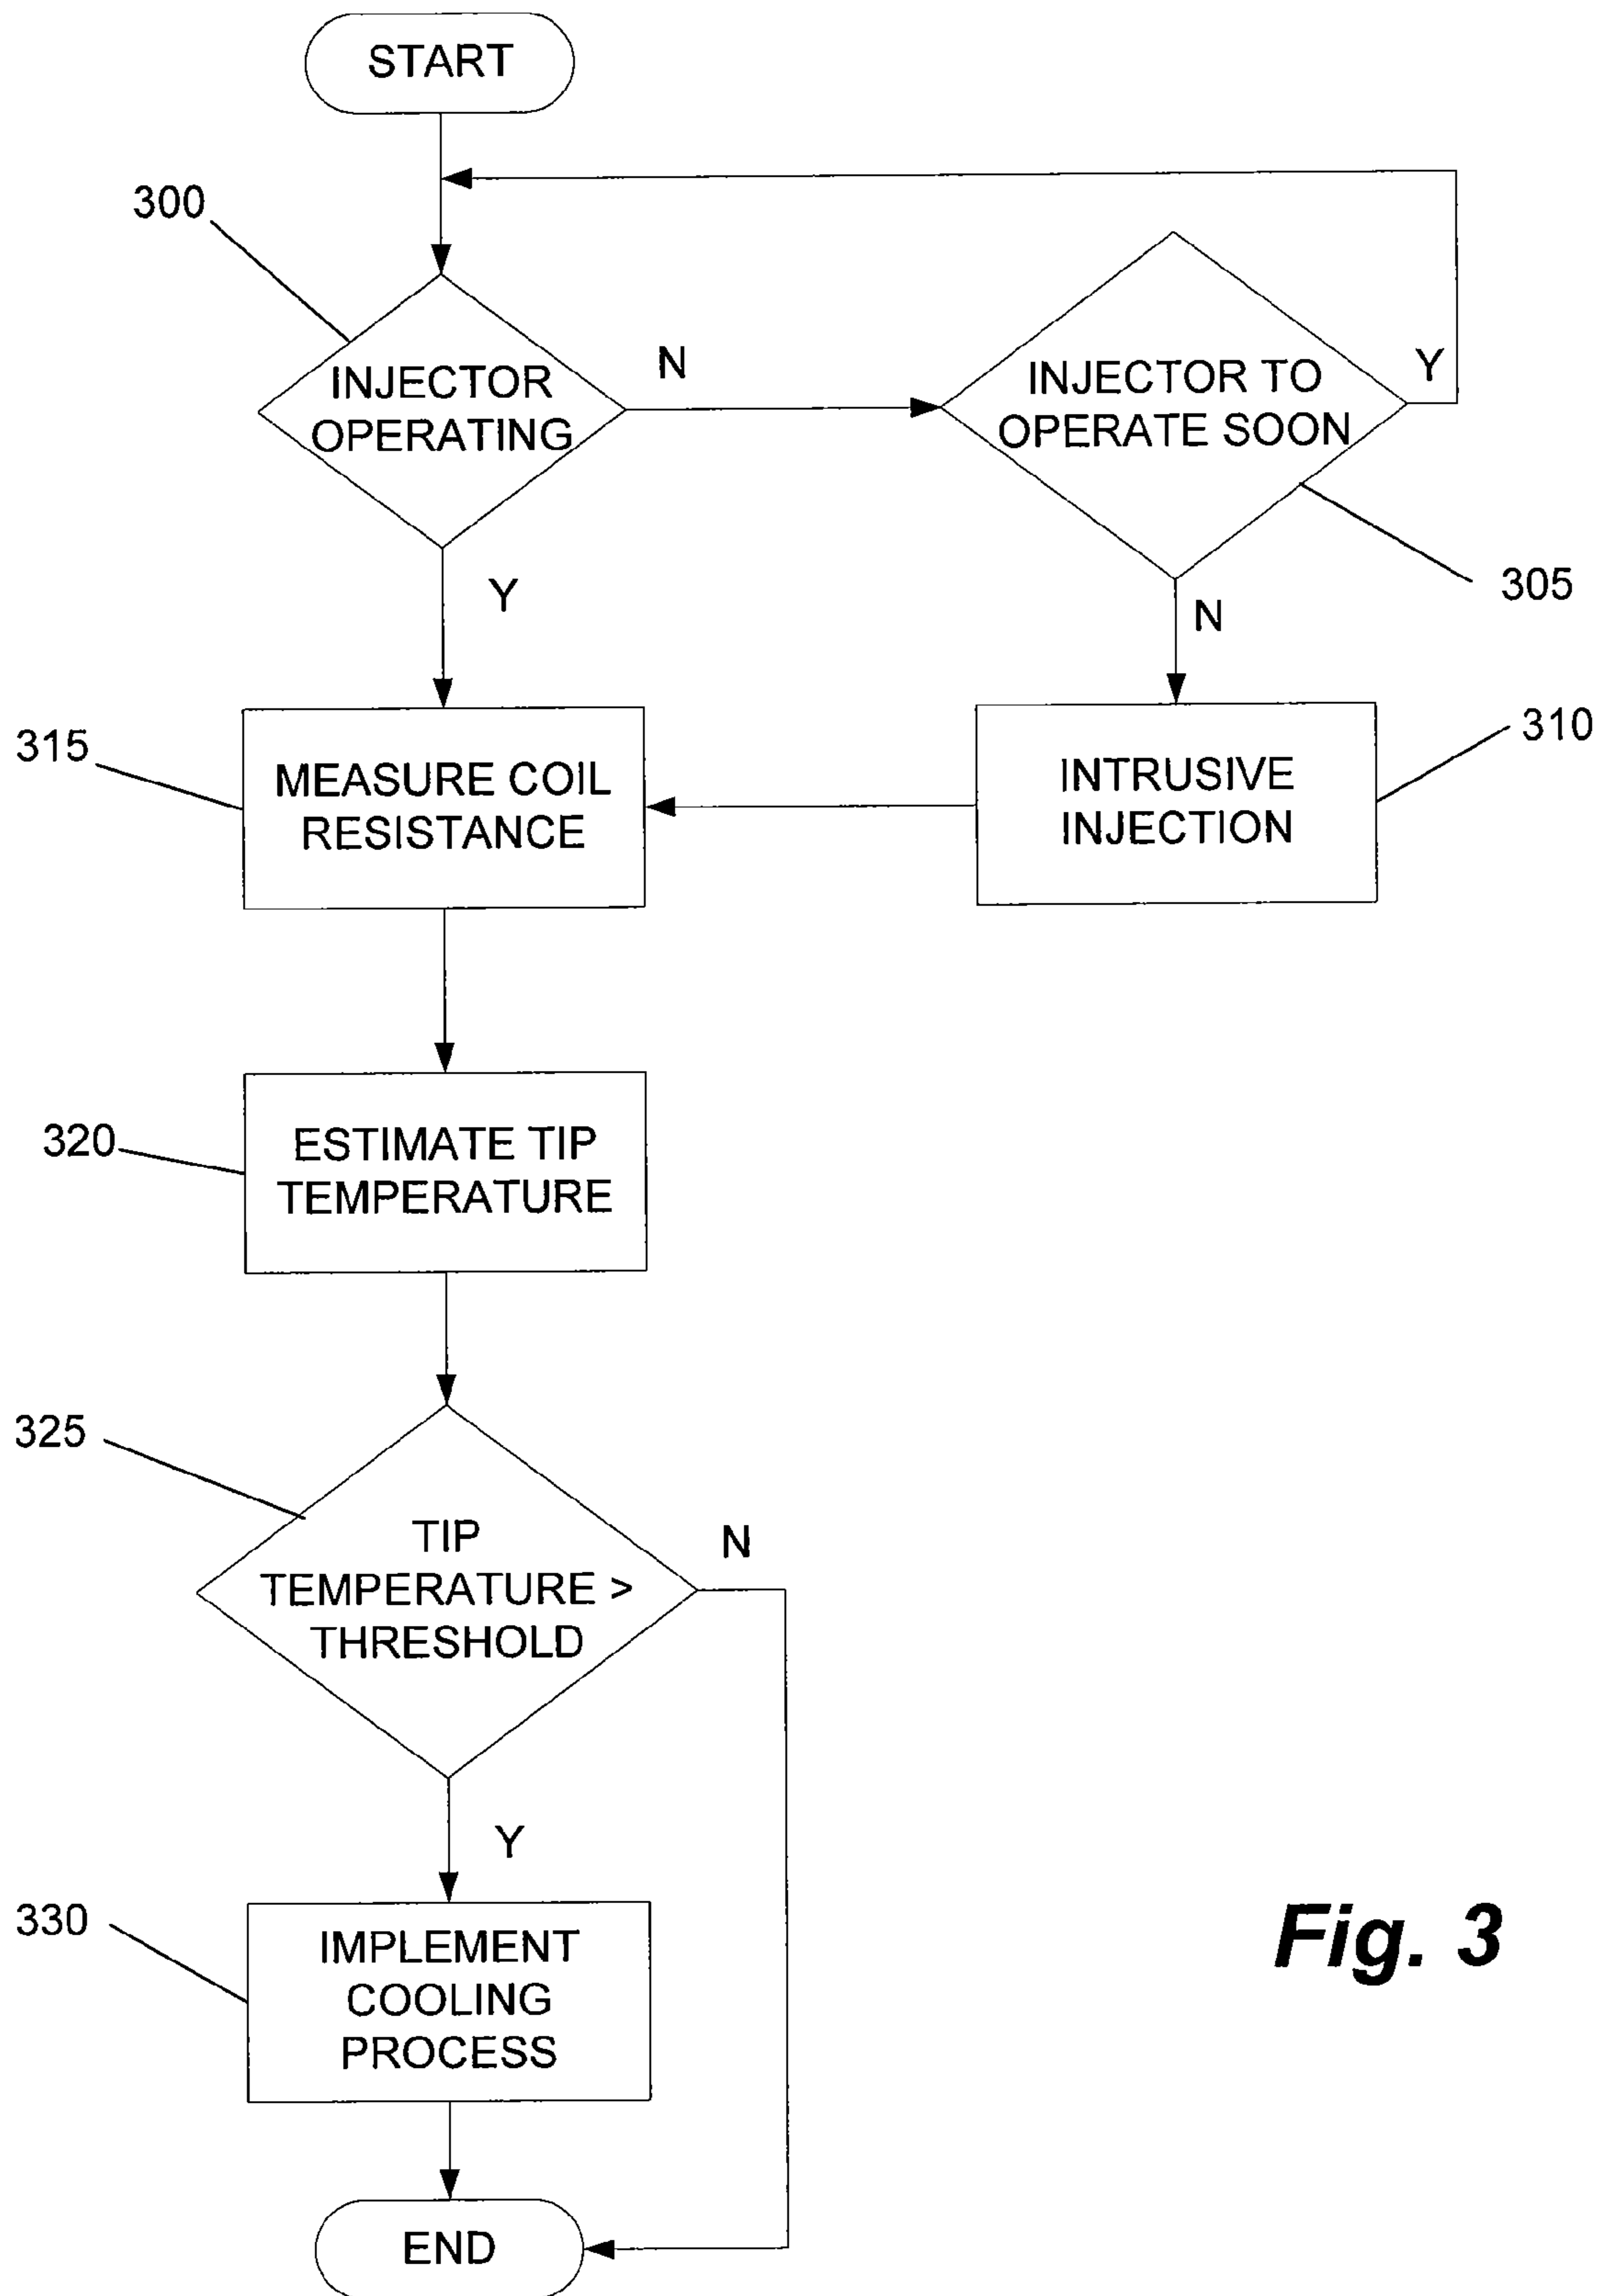 START
300
INJECTOR
OPERATING
N
INJECTOR TO
OPERATE SOON
Y
305
Y
N
315
MEASURE COIL
RESISTANCE
INTRUSIVE
INJECTION
310
320
ESTIMATE TIP
TEMPERATURE
325
TIP
TEMPERATURE >
THRESHOLD
N
Y
330
IMPLEMENT
COOLING
PROCESS
Fig. 3
END